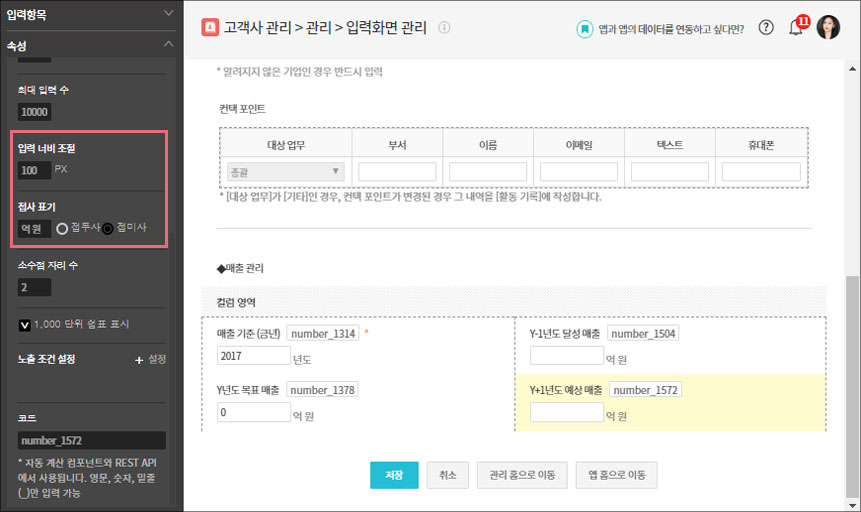 입력항목
속성
최대 입력 수
10000
입력 너비 조절
100 PX
접사 표기
억 원 접두사 접미사
소수점 자리 수
2
1,000 단위 쉼표 표시
노출 조건 설정 + 설정
코드
number_1572
* 자동 계산 컴포넌트와 REST API
에서 사용됩니다. 영문, 숫자, 밑줄
(_)만 입력 가능
고객사 관리 > 관리 > 입력화면 관리
앱과 앱의 데이터를 연동하고 싶다면?
11
* 알려지지 않은 기업인 경우 반드시 입력
컨택 포인트
대상 업무 부서 이름 이메일 텍스트 휴대폰
총괄
* [대상 업무]가 [기타]인 경우, 컨택 포인트가 변경된 경우 그 내역을 [활동 기록]에 작성합니다.
◆매출 관리
컬럼 영역
매출 기준 (금년) number_1314 *
2017 년도
Y-1년도 달성 매출 number_1504
억 원
Y년도 목표 매출 number_1378
0 억 원
Y+1년도 예상 매출 number_1572
억 원
저장 취소 관리 홈으로 이동 앱 홈으로 이동